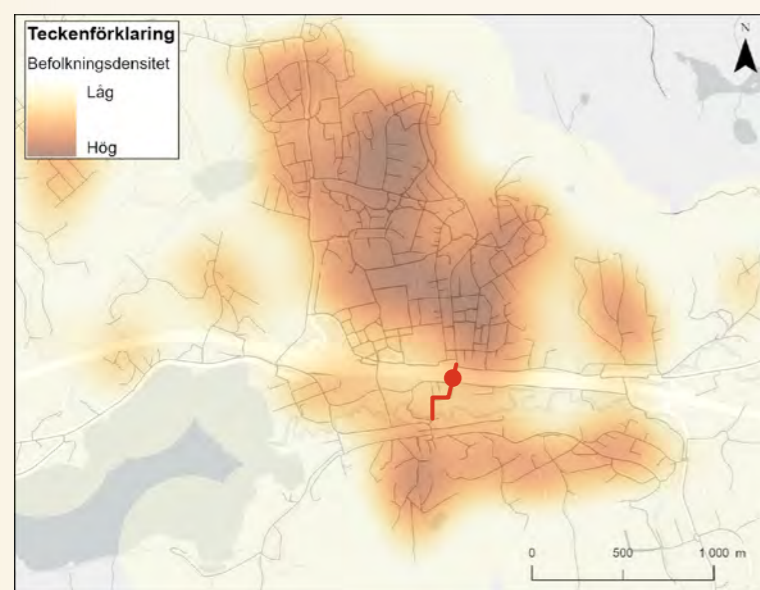 Teckenförklaring
Befolkningsdensitet
Låg
Hög
N
0 500 1 000 m